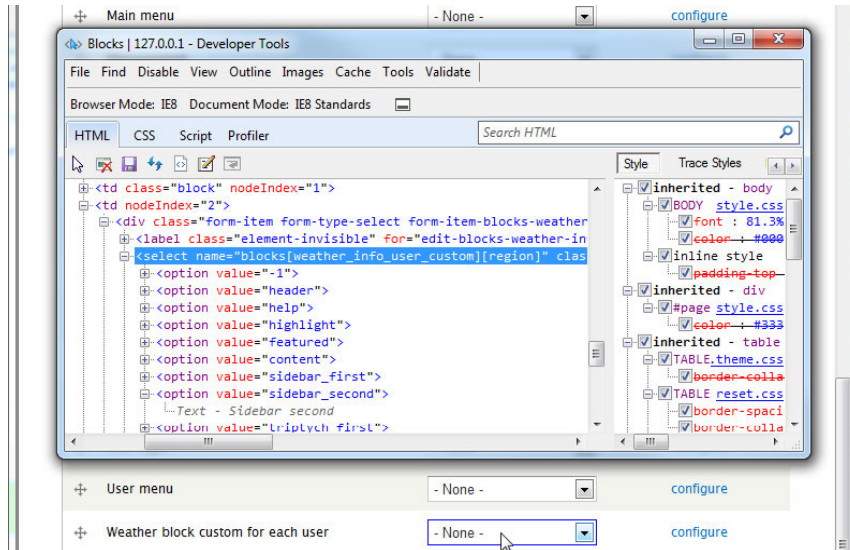 Main menu - None - configure
Blocks | 127.0.0.1 - Developer Tools
File Find Disable View Outline Images Cache Tools Validate
Browser Mode: IE8 Document Mode: IE8 Standards
HTML CSS Script Profiler Search HTML
Style Trace Styles
<td class="block" nodeIndex="1">
<td nodeIndex="2">
<div class="form-item form-type-select form-item-blocks-weather
<label class="element-invisible" for="edit-blocks-weather-in
<select name="blocks[weather_info_user_custom][region]" clas
<option value="-1">
<option value="header">
<option value="help">
<option value="highlight">
<option value="featured">
<option value="content">
<option value="sidebar_first">
<option value="sidebar_second">
Text - Sidebar second
<option value="triptych_first">
inherited - body
BODY style.css
font : 81.3%
color : #000
inline style
padding-top
inherited - div
#page style.css
color : #333
inherited - table
TABLE.theme.css
border-colla
TABLE reset.css
border-spaci
border-colla
User menu - None - configure
Weather block custom for each user - None - configure